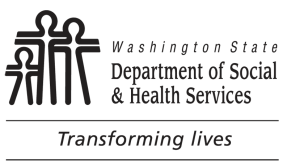 Washington State
Department of Social
& Health Services
Transforming lives